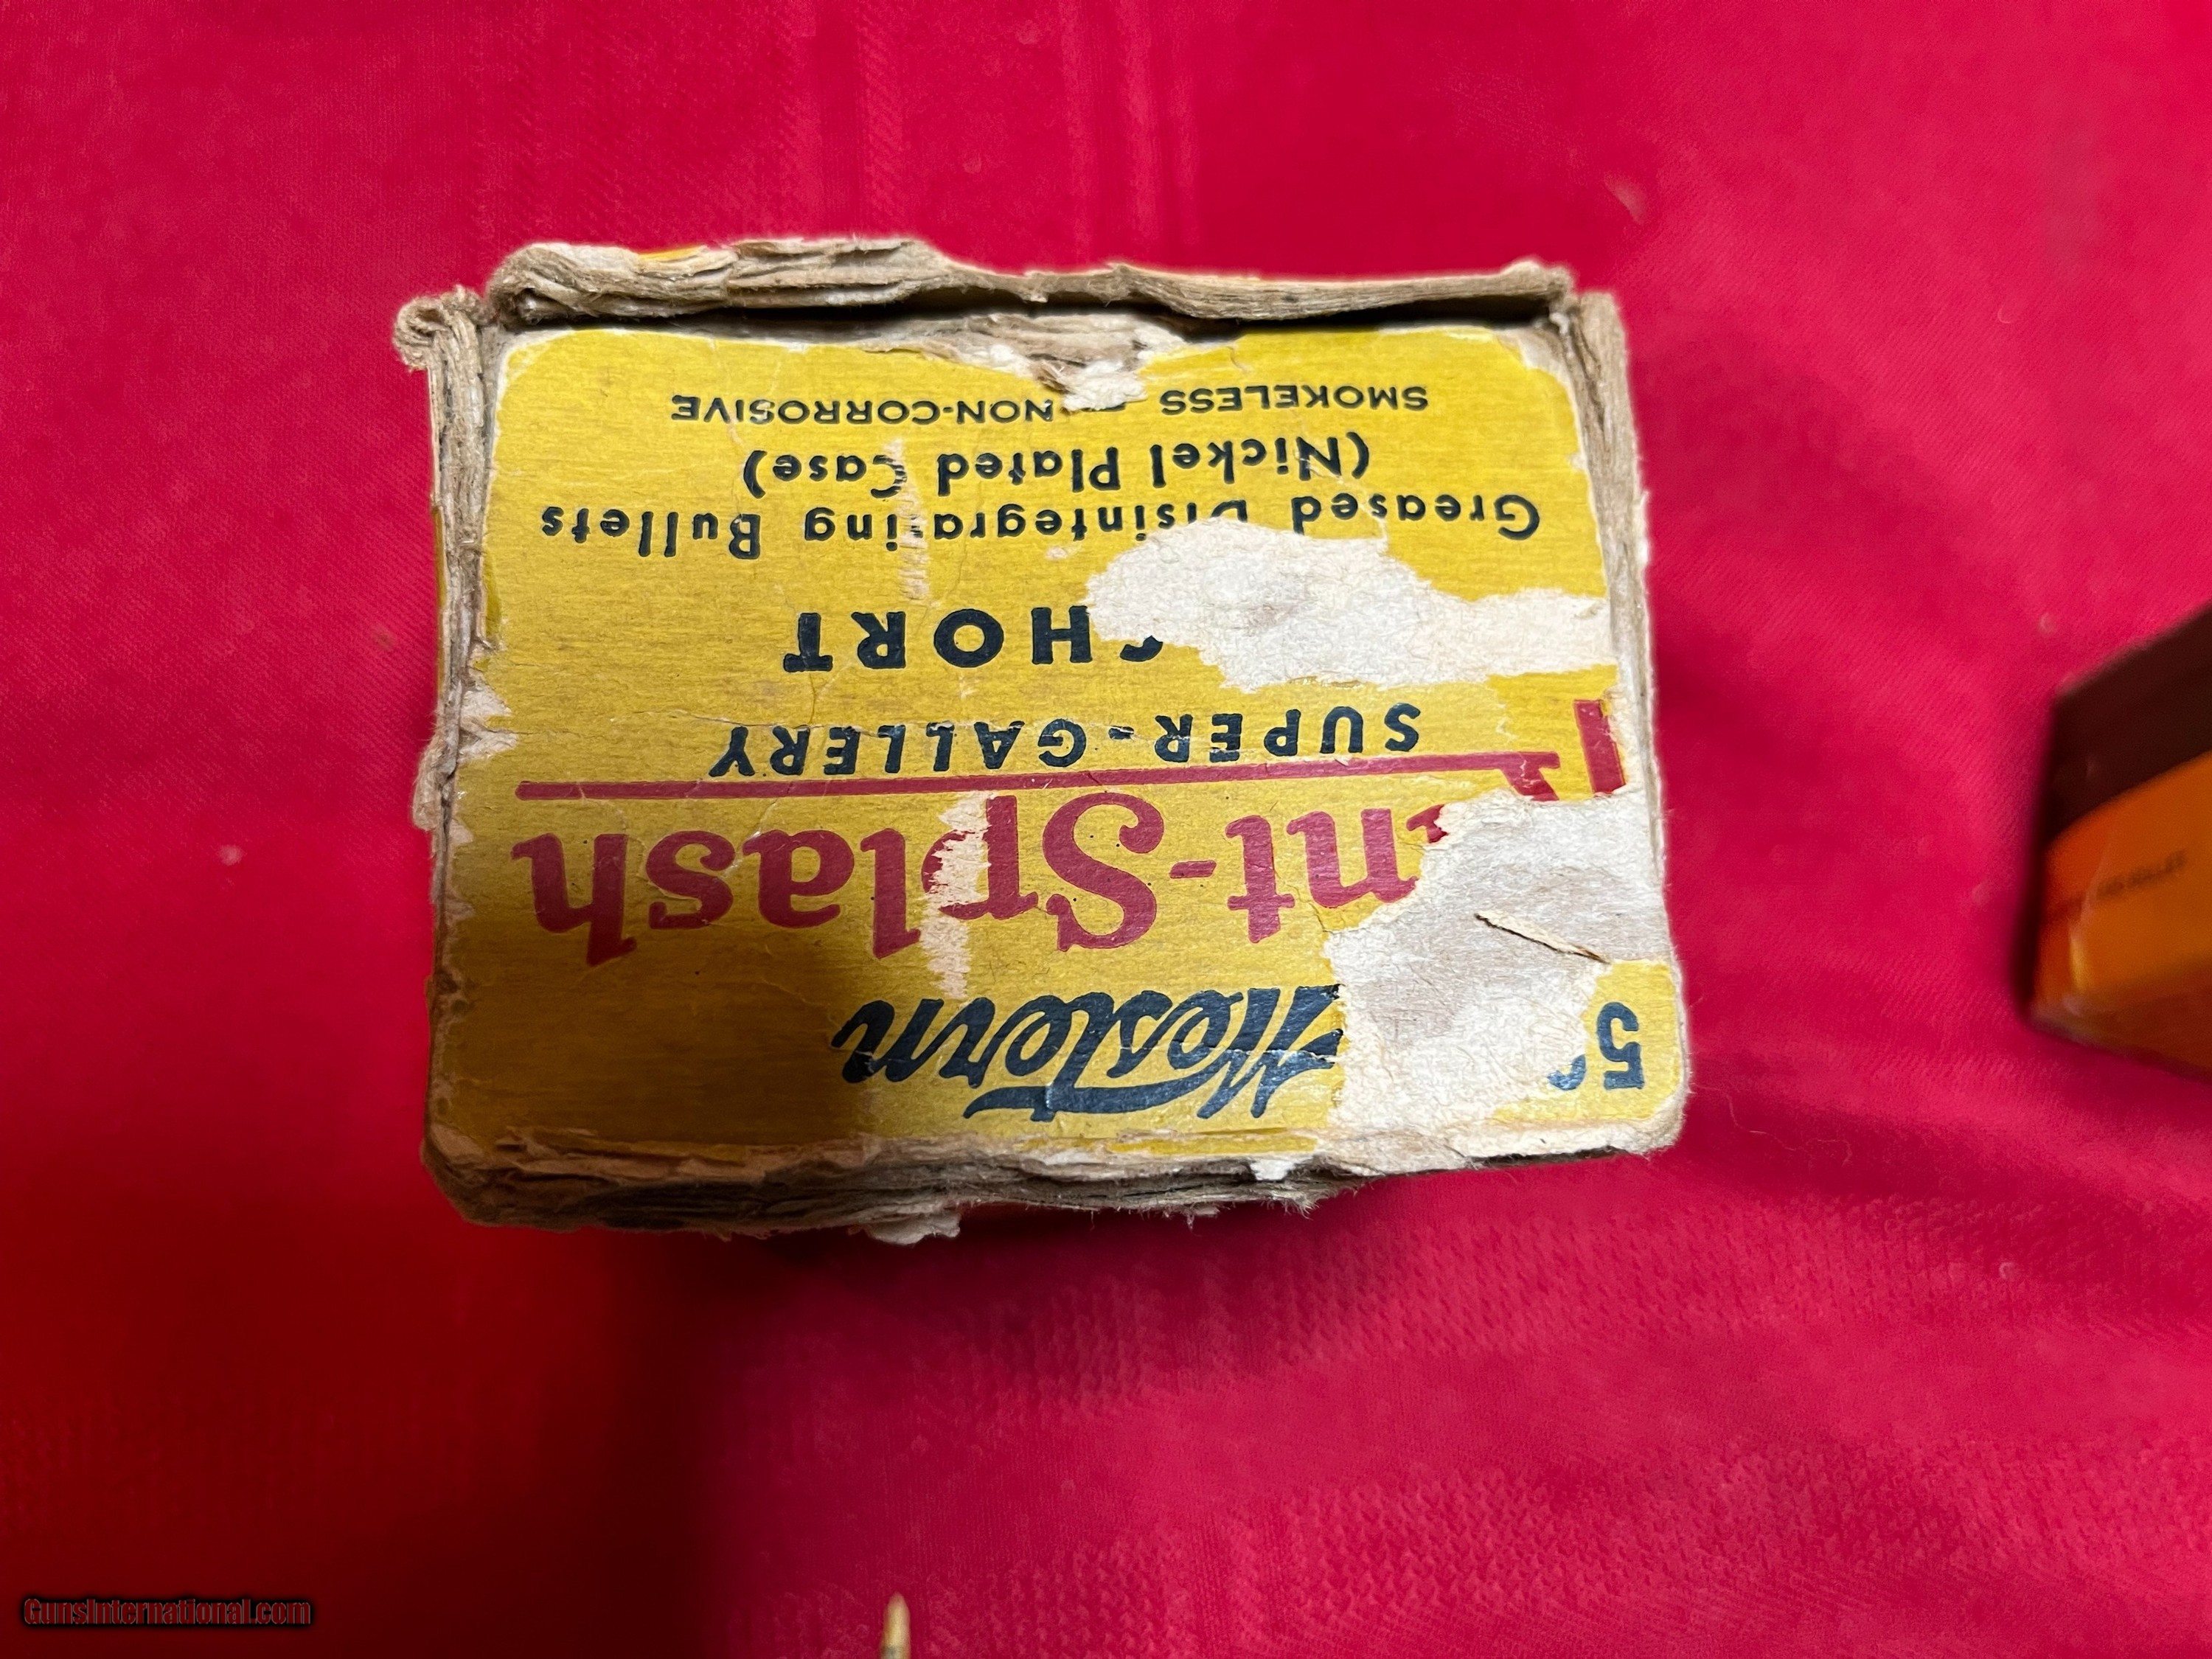 5
Western
nt-Splash
SUPER-GALLERY
HORT
Greased Disintegrating Bullets
(Nickel Plated Case)
SMOKELESS - NON-CORROSIVE
GunsInternational.com